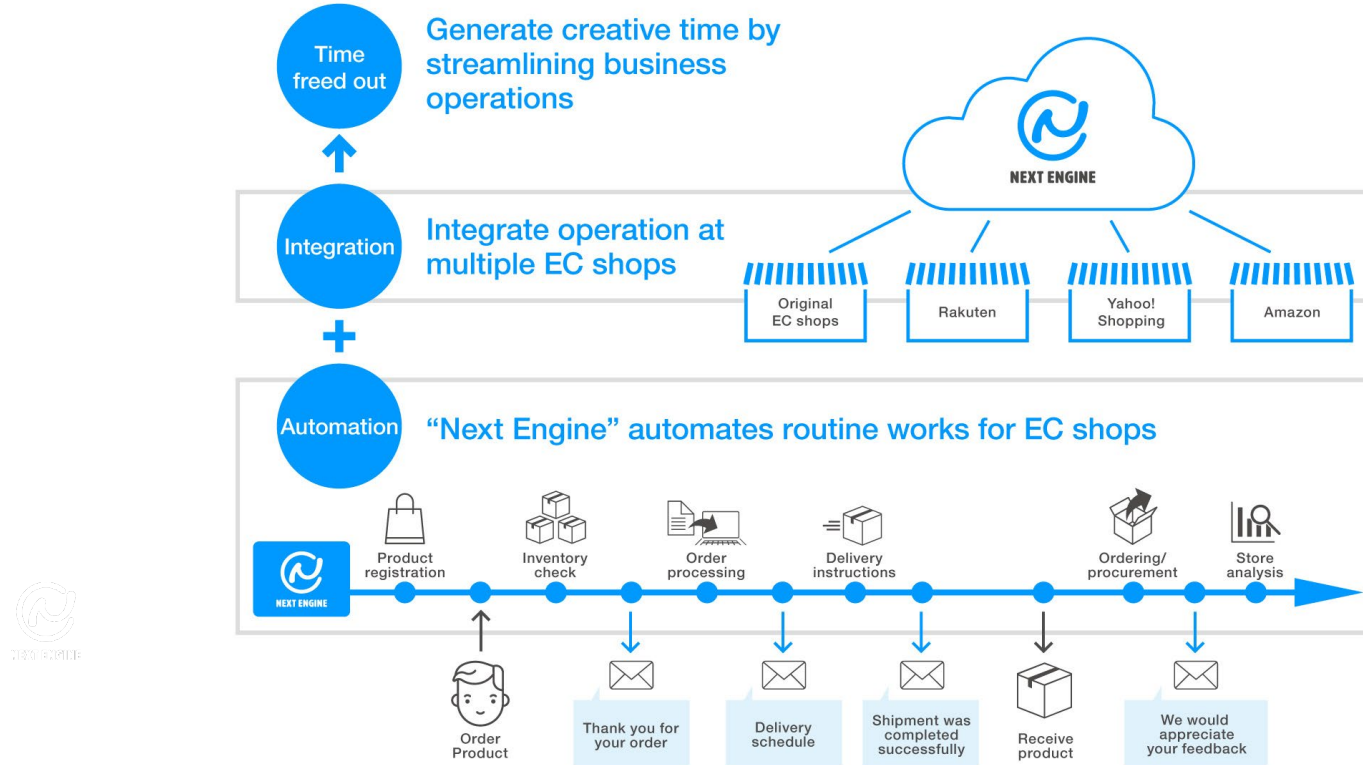 Time
freed out
Generate creative time by
streamlining business
operations
NEXT ENGINE
Integration
Integrate operation at
multiple EC shops
Original
EC shops
Rakuten
Yahoo!
Shopping
Amazon
Automation
“Next Engine” automates routine works for EC shops
Product
registration
Inventory
check
Order
processing
Delivery
instructions
Ordering/
procurement
Store
analysis
NEXT ENGINE
NEXT ENGINE
Order
Product
Thank you for
your order
Delivery
schedule
Shipment was
completed
successfully
Receive
product
We would
appreciate
your feedback